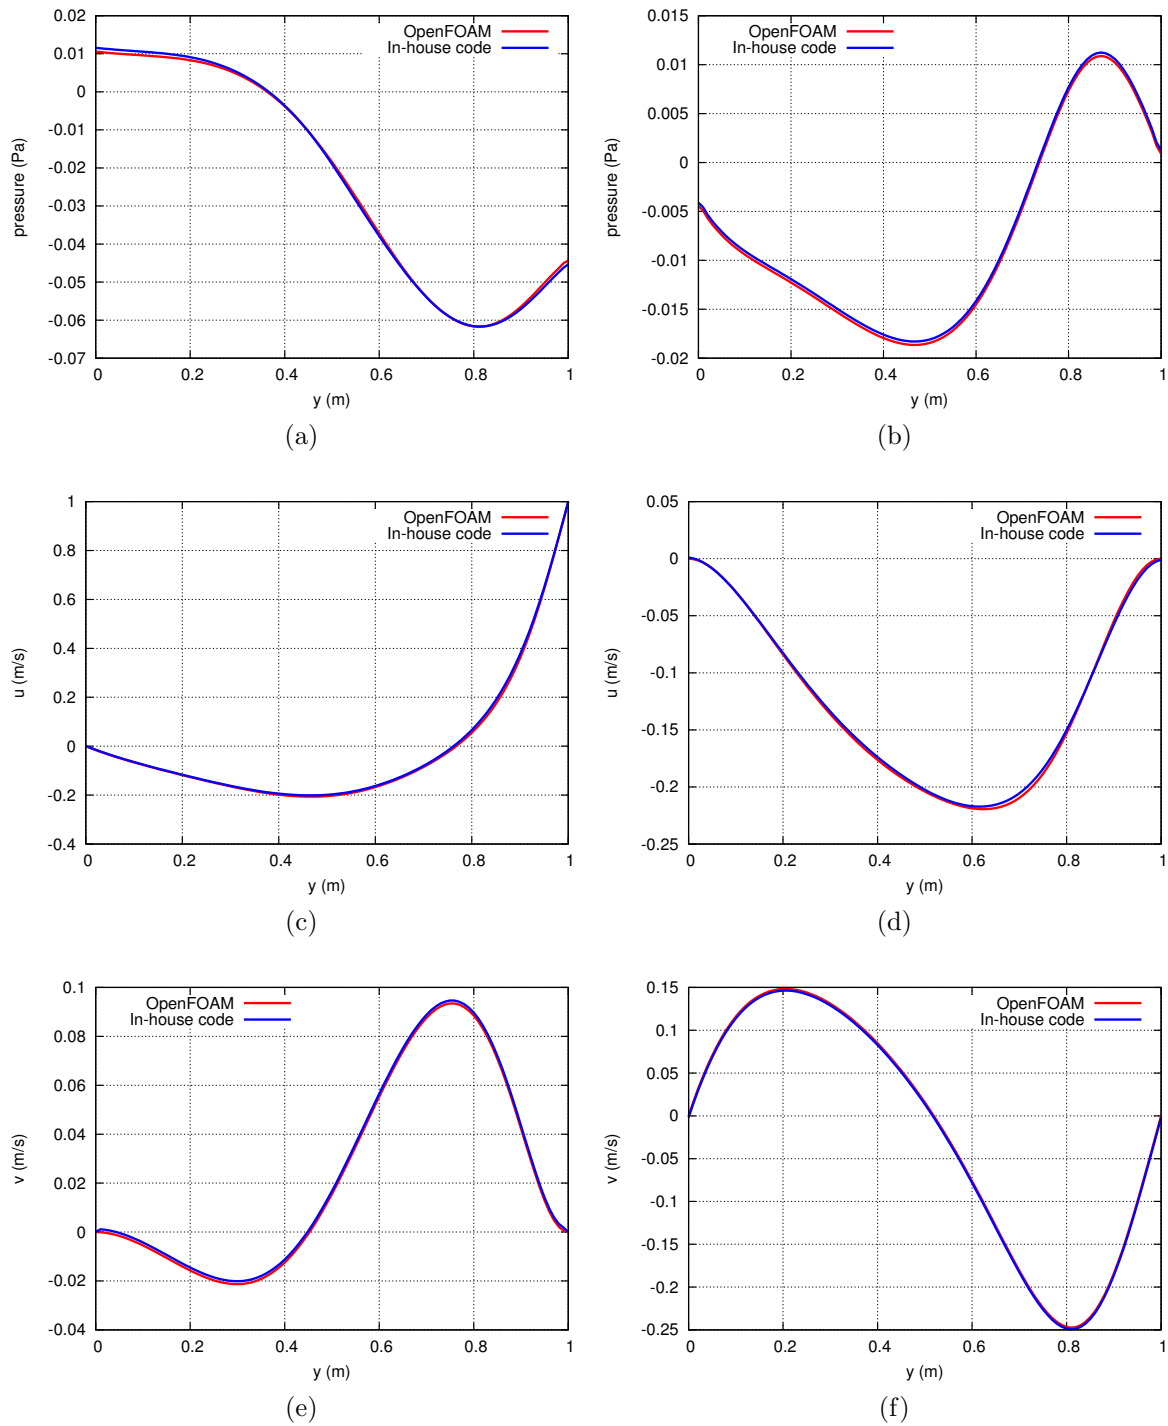 OpenFOAM
In-house code
0.02
0.01
0
-0.01
-0.02
-0.03
-0.04
-0.05
-0.06
-0.07
pressure (Pa)
0 0.2 0.4 0.6 0.8 1
y (m)
(a)
OpenFOAM
In-house code
0.015
0.01
0.005
0
-0.005
-0.01
-0.015
-0.02
pressure (Pa)
0 0.2 0.4 0.6 0.8 1
y (m)
(b)
OpenFOAM
In-house code
1
0.8
0.6
0.4
0.2
0
-0.2
-0.4
u (m/s)
0 0.2 0.4 0.6 0.8 1
y (m)
(c)
OpenFOAM
In-house code
0.05
0
-0.05
-0.1
-0.15
-0.2
-0.25
u (m/s)
0 0.2 0.4 0.6 0.8 1
y (m)
(d)
OpenFOAM
In-house code
0.1
0.08
0.06
0.04
0.02
0
-0.02
-0.04
v (m/s)
0 0.2 0.4 0.6 0.8 1
y (m)
(e)
OpenFOAM
In-house code
0.15
0.1
0.05
0
-0.05
-0.1
-0.15
-0.2
-0.25
v (m/s)
0 0.2 0.4 0.6 0.8 1
y (m)
(f)